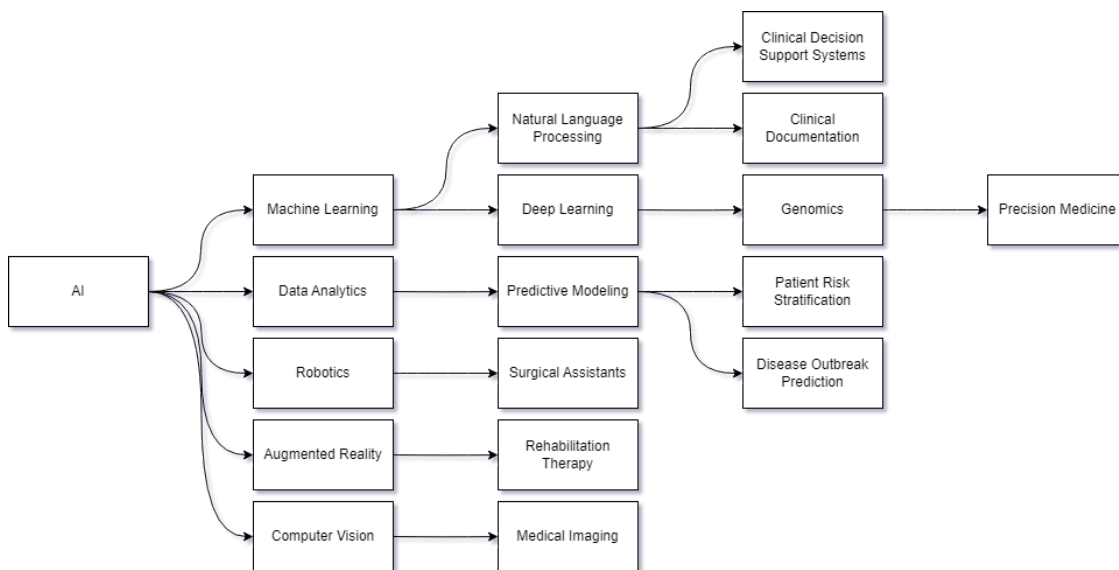 Clinical Decision
Support Systems
Natural Language
Processing
Clinical
Documentation
Machine Learning
Deep Learning
Genomics
Precision Medicine
AI
Data Analytics
Predictive Modeling
Patient Risk
Stratification
Robotics
Surgical Assistants
Disease Outbreak
Prediction
Augmented Reality
Rehabilitation
Therapy
Computer Vision
Medical Imaging